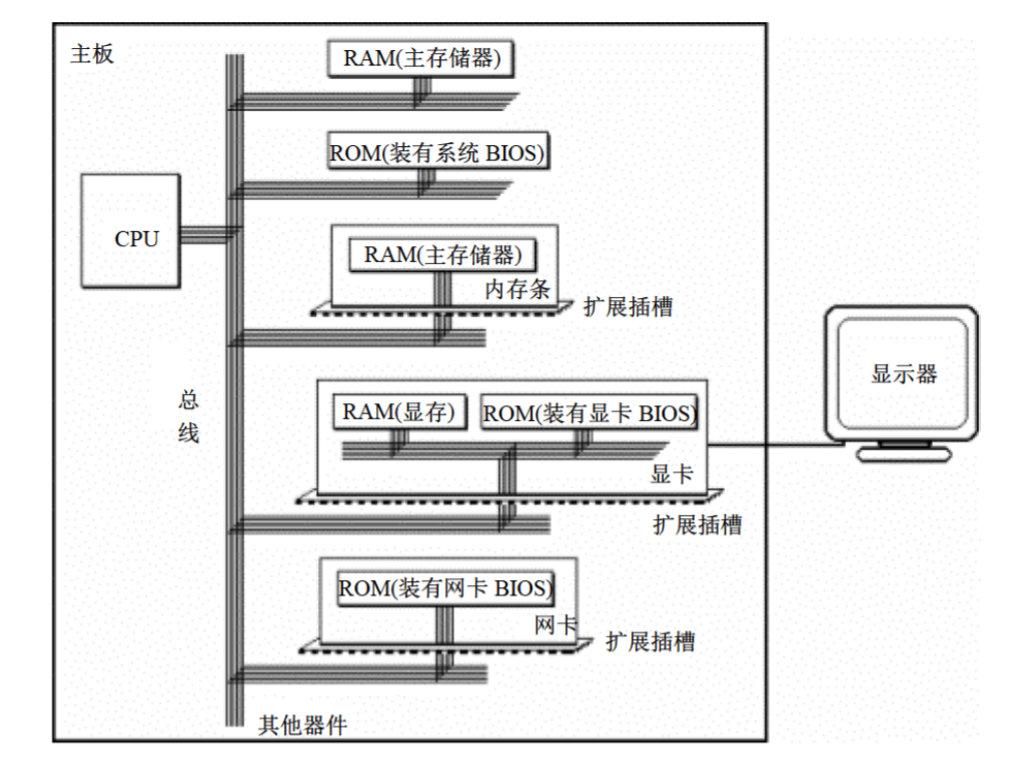 主板
RAM(主存储器)
ROM(装有系统 BIOS)
CPU
RAM(主存储器)
内存条
扩展插槽
显示器
总
线
RAM(显存)
ROM(装有显卡 BIOS)
显卡
扩展插槽
ROM(装有网卡 BIOS)
网卡
扩展插槽
其他器件